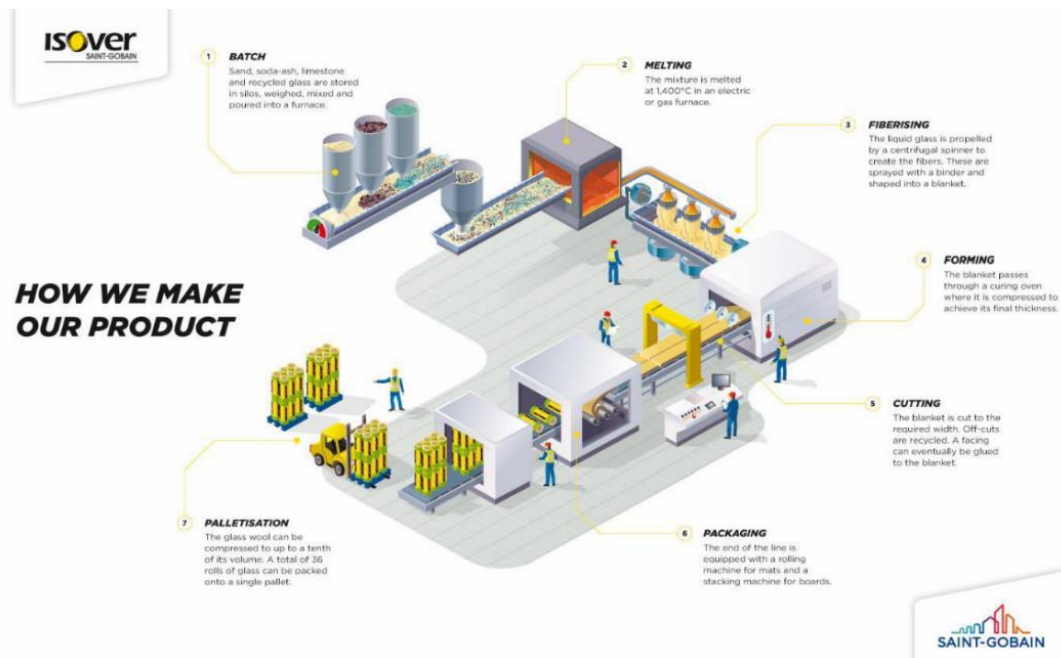 ISOVER
SAINT-GOBAIN
HOW WE MAKE
OUR PRODUCT
1
BATCH
Sand, soda-ash, limestone
and recycled glass are stored
in silos, weighed, mixed and
poured into a furnace.
2
MELTING
The mixture is melted
at 1,400°C in an electric
or gas furnace.
3
FIBERISING
The liquid glass is propelled
by a centrifugal spinner to
create the fibers. These are
sprayed with a binder and
shaped into a blanket.
4
FORMING
The blanket passes
through a curing oven
where it is compressed to
achieve its final thickness.
5
CUTTING
The blanket is cut to the
required width. Off-cuts
are recycled. A facing
can eventually be glued
to the blanket.
6
PACKAGING
The end of the line is
equipped with a rolling
machine for mats and a
stacking machine for boards.
7
PALLETISATION
The glass wool can be
compressed to up to a tenth
of its volume. A total of 36
rolls of glass can be packed
onto a single pallet.
SAINT-GOBAIN